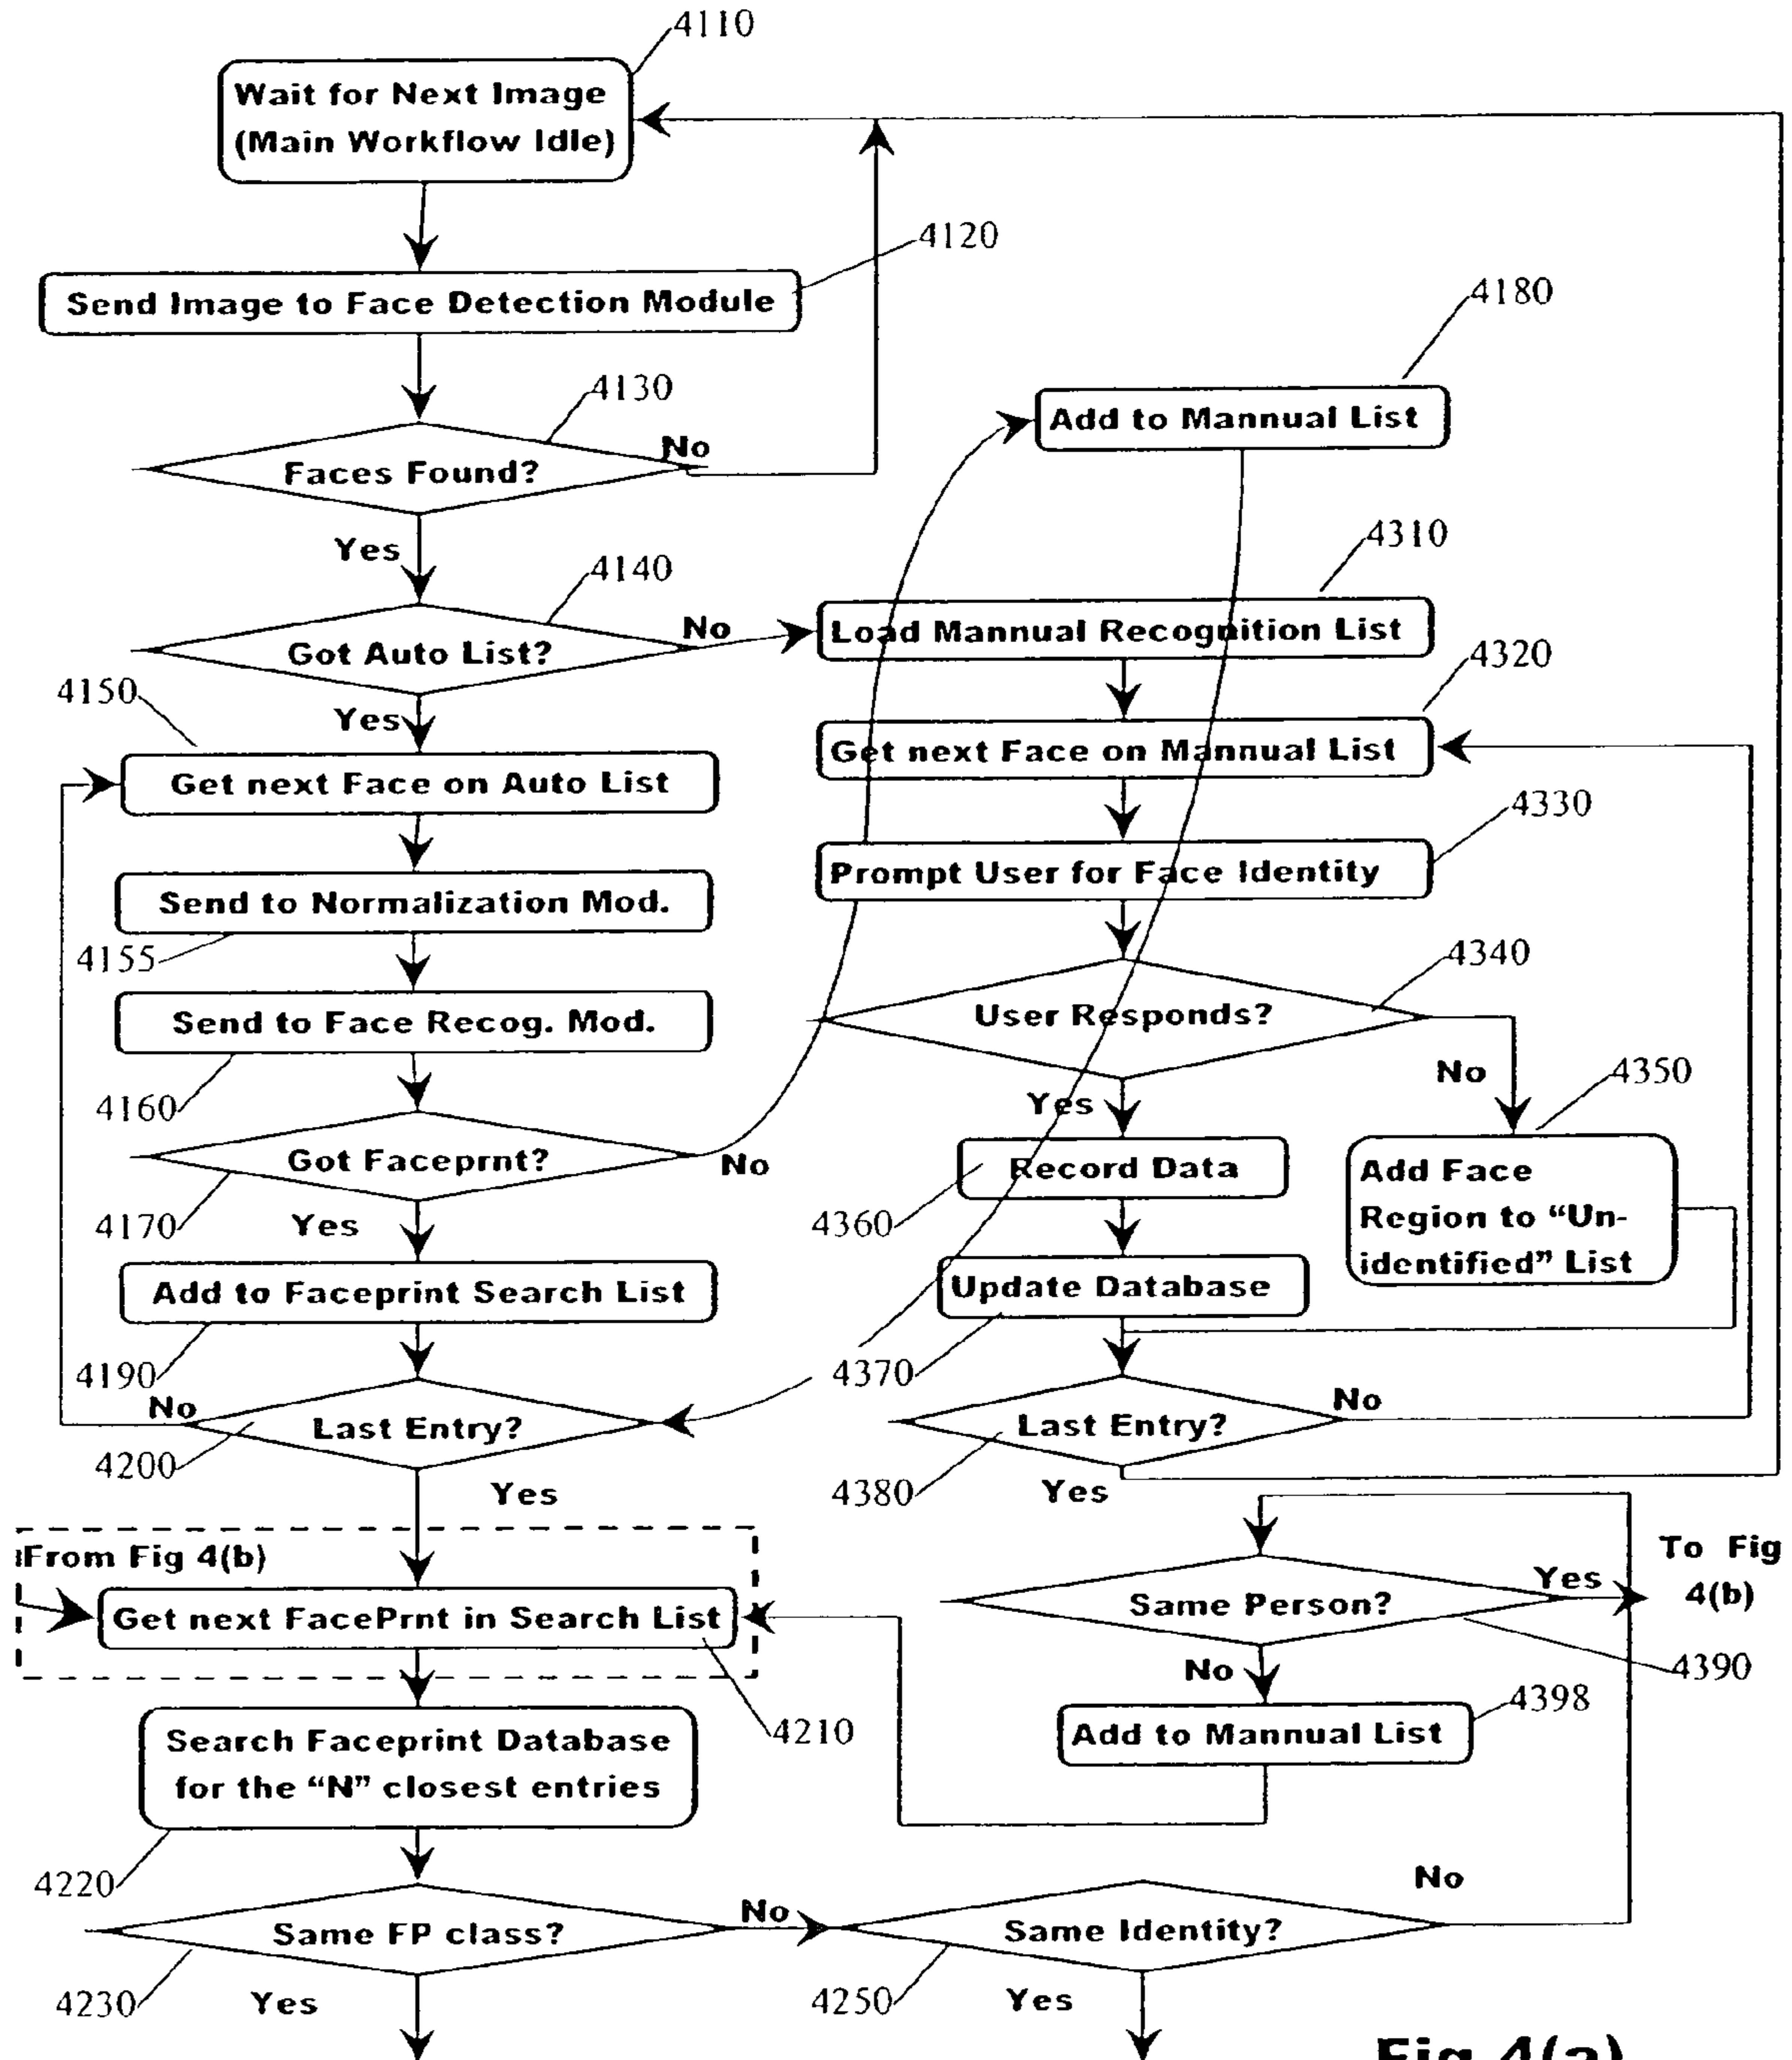 4110
Wait for Next Image
(Main Workflow Idle)
4120
Send Image to Face Detection Module
4180
4130
Add to Mannual List
No
Faces Found?
4310
Yes
4140
No
Load Mannual Recognition List
Got Auto List?
4320
4150
Yes
Get next Face on Mannual List
Get next Face on Auto List
4330
Prompt User for Face Identity
Send to Normalization Mod.
4155
4340
User Responds?
Send to Face Recog. Mod.
No
4350
4160
Yes
Got Faceprnt?
No
Record Data
Add Face
Region to “Un-
identified” List
4170
Yes
4360
Add to Faceprint Search List
Update Database
4190
4370
No
No
Last Entry?
Last Entry?
4200
4380
Yes
Yes
From Fig 4(b)
To Fig
4(b)
Yes
Get next FacePrnt in Search List
Same Person?
No
4390
4398
4210
Search Faceprint Database
for the “N” closest entries
Add to Mannual List
4220
No
No
Same FP class?
Same Identity?
4230
Yes
4250
Yes
Fig 4(a)